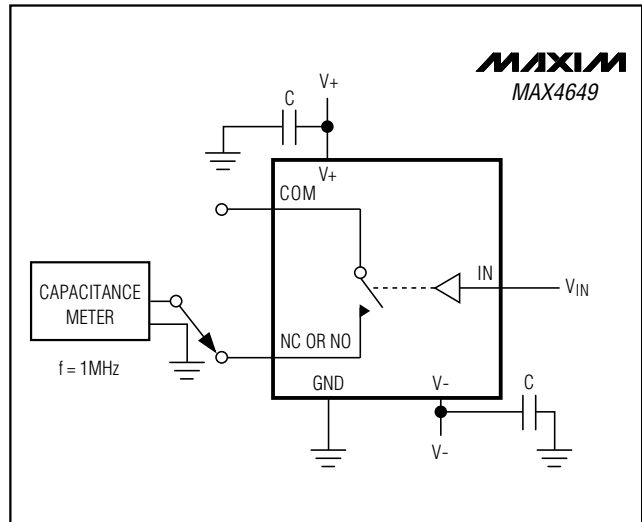 MAXIM
MAX4649
V+
C
V+
COM
IN
VIN
CAPACITANCE
METER
NC OR NO
f = 1MHz
GND
V-
C
V-